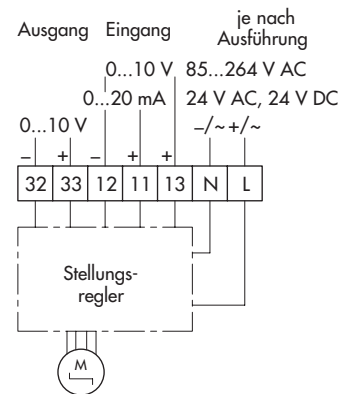 Ausgang Eingang je nach Ausführung
0...10 V 85...264 V AC
0...20 mA 24 V AC, 24 V DC
0...10 V –/~ +/~
– + – + +
32 33 12 11 13 N L
Stellungs-
regler
M